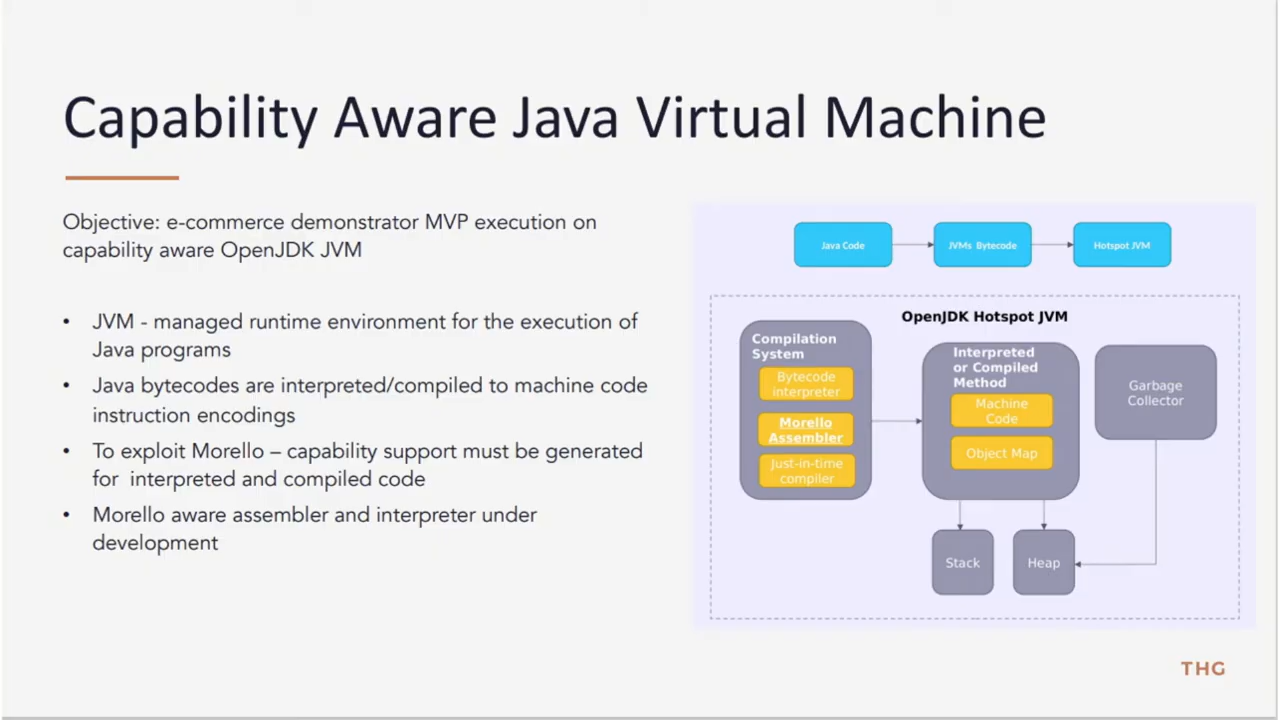 Capability Aware Java Virtual Machine
Objective: e-commerce demonstrator MVP execution on
capability aware OpenJDK JVM
• JVM - managed runtime environment for the execution of
Java programs
• Java bytecodes are interpreted/compiled to machine code
instruction encodings
• To exploit Morello – capability support must be generated
for  interpreted and compiled code
• Morello aware assembler and interpreter under
development
Java Code
JVMs Bytecode
Hotspot JVM
OpenJDK Hotspot JVM
Compilation
System
Bytecode
interpreter
Morello
Assembler
Just-in-time
compiler
Interpreted
or Compiled
Method
Machine
Code
Object Map
Garbage
Collector
Stack
Heap
THG